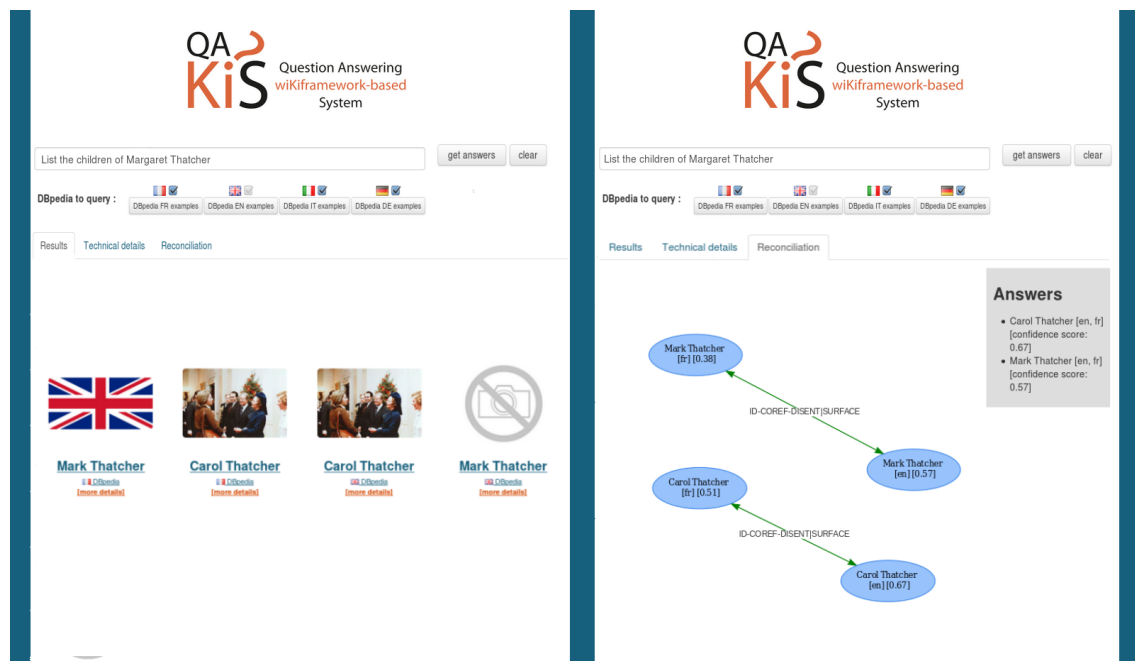 QA
KiS
Question Answering
wiKiframework-based
System
List the children of Margaret Thatcher
get answers
clear
DBpedia to query :
DBpedia FR examples
DBpedia EN examples
DBpedia IT examples
DBpedia DE examples
Results
Technical details
Reconciliation
Mark Thatcher
DBpedia
[more details]
Carol Thatcher
DBpedia
[more details]
Carol Thatcher
DBpedia
[more details]
Mark Thatcher
DBpedia
[more details]
QA
KiS
Question Answering
wiKiframework-based
System
List the children of Margaret Thatcher
get answers
clear
DBpedia to query :
DBpedia FR examples
DBpedia EN examples
DBpedia IT examples
DBpedia DE examples
Results
Technical details
Reconciliation
Mark Thatcher
[fr] [0.38]
ID-COREF-DISENT|SURFACE
Mark Thatcher
[en] [0.57]
Carol Thatcher
[fr] [0.51]
ID-COREF-DISENT|SURFACE
Carol Thatcher
[en] [0.67]
Answers
• Carol Thatcher [en, fr]
[confidence score:
0.67]
• Mark Thatcher [en, fr]
[confidence score:
0.57]